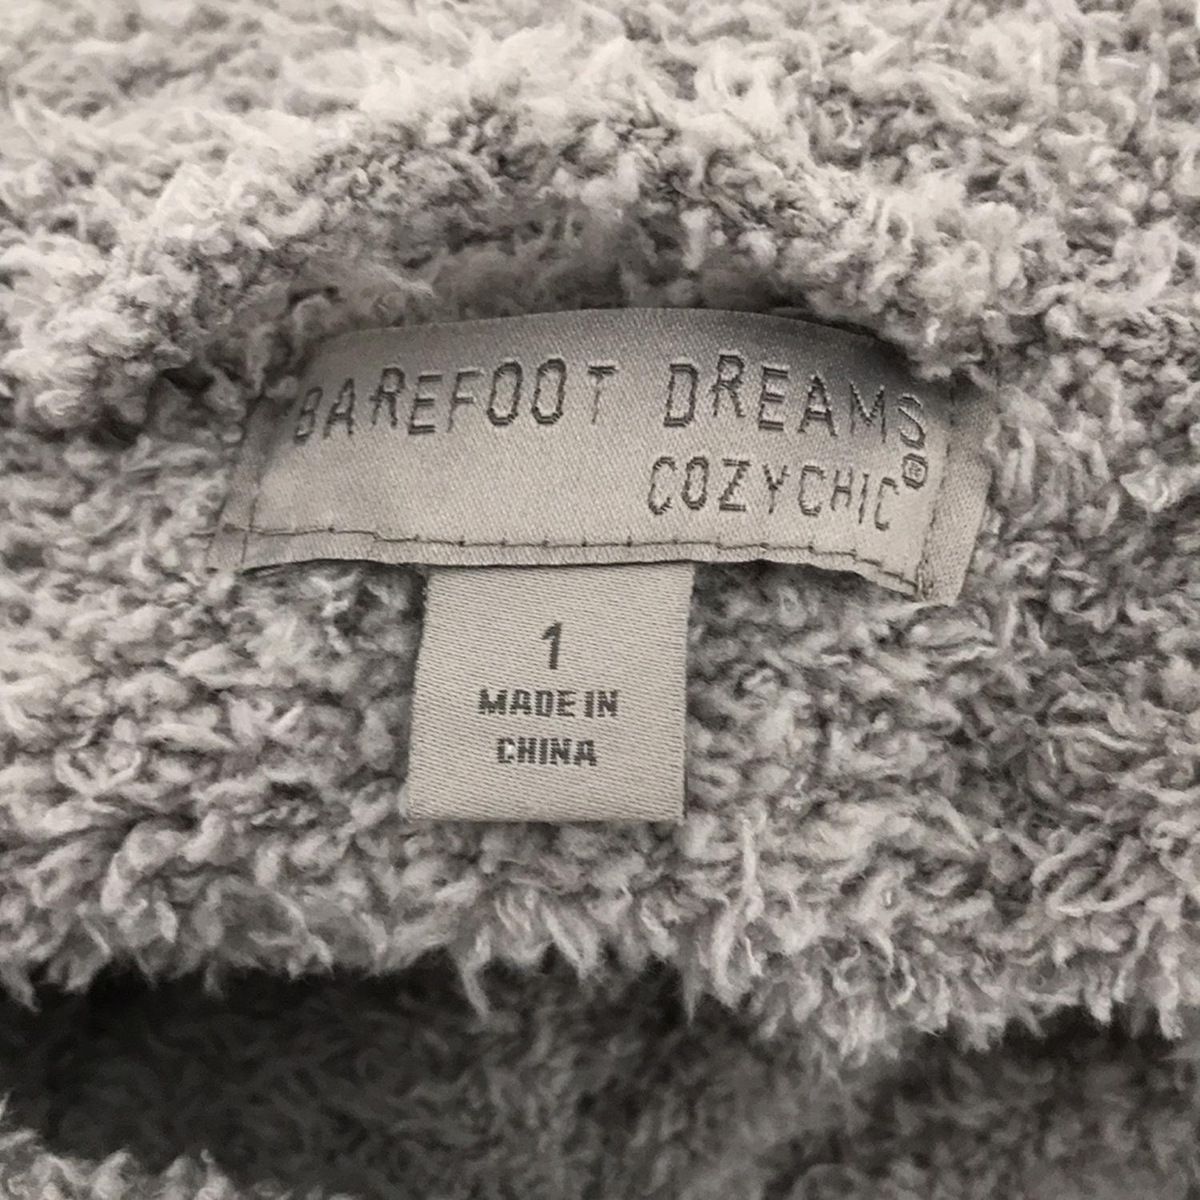 BAREFOOT DREAMS
COZYCHIC®
1
MADE IN
CHINA